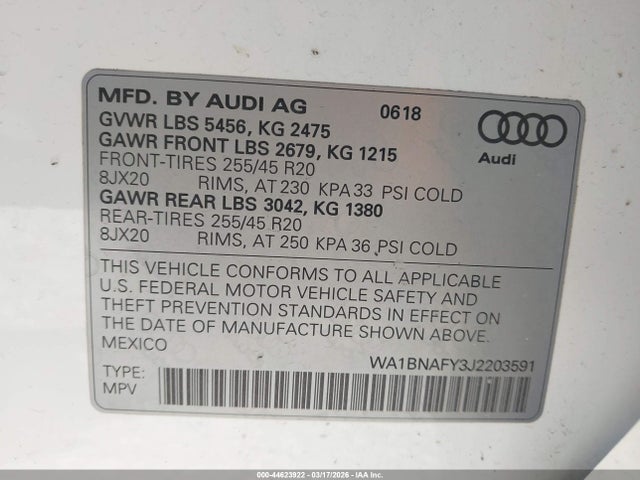 MFD. BY AUDI AG 0618
GVWR LBS 5456, KG 2475
GAWR FRONT LBS 2679, KG 1215
Audi
FRONT-TIRES 255/45 R20
8JX20 RIMS, AT 230 KPA 33 PSI COLD
GAWR REAR LBS 3042, KG 1380
REAR-TIRES 255/45 R20
8JX20 RIMS, AT 250 KPA 36 PSI COLD
THIS VEHICLE CONFORMS TO ALL APPLICABLE
U.S. FEDERAL MOTOR VEHICLE SAFETY AND
THEFT PREVENTION STANDARDS IN EFFECT ON
THE DATE OF MANUFACTURE SHOWN ABOVE.
MEXICO
WA1BNAFY3J2203591
TYPE:
MPV
000-44623922 - 03/17/2026 - IAA Inc.